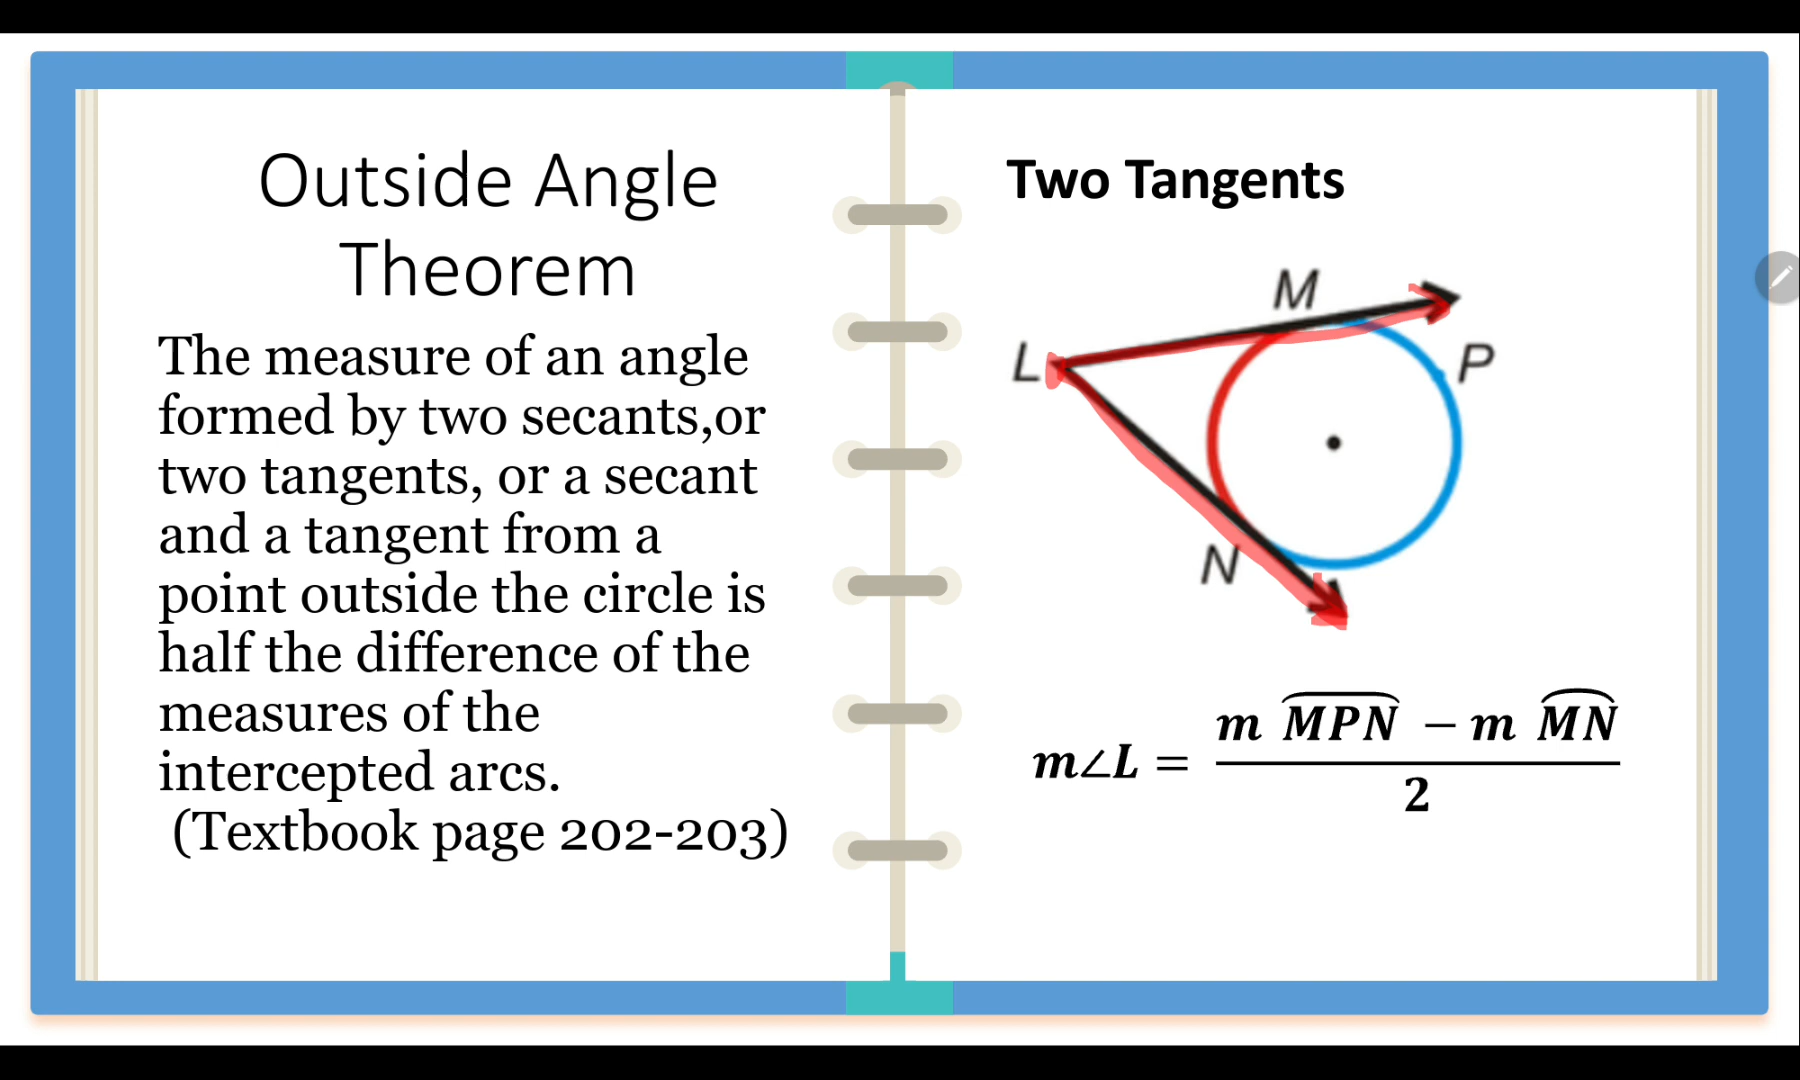 Outside Angle
Theorem
The measure of an angle
formed by two secants,or
two tangents, or a secant
and a tangent from a
point outside the circle is
half the difference of the
measures of the
intercepted arcs.
(Textbook page 202-203)
Two Tangents
M
L
P
N
m∠L = (m \overset{⌢}{MPN} − m \overset{⌢}{MN}) / 2